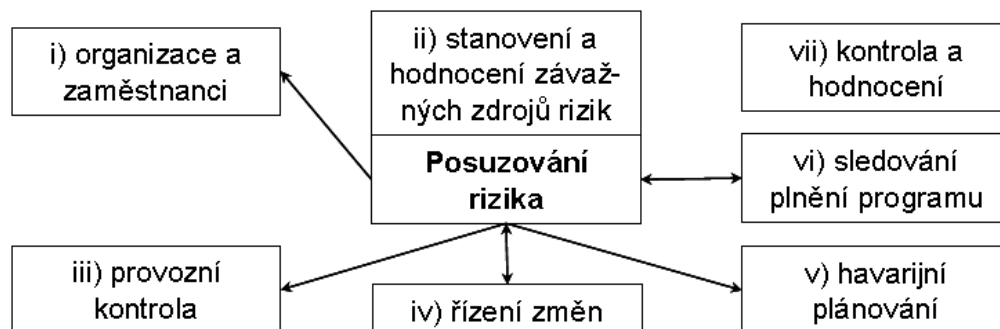 i) organizace a
zaměstnanci
ii) stanovení a
hodnocení závaž-
ných zdrojů rizik
Posuzování
rizika
vii) kontrola a
hodnocení
vi) sledování
plnění programu
iii) provozní
kontrola
iv) řízení změn
v) havarijní
plánování